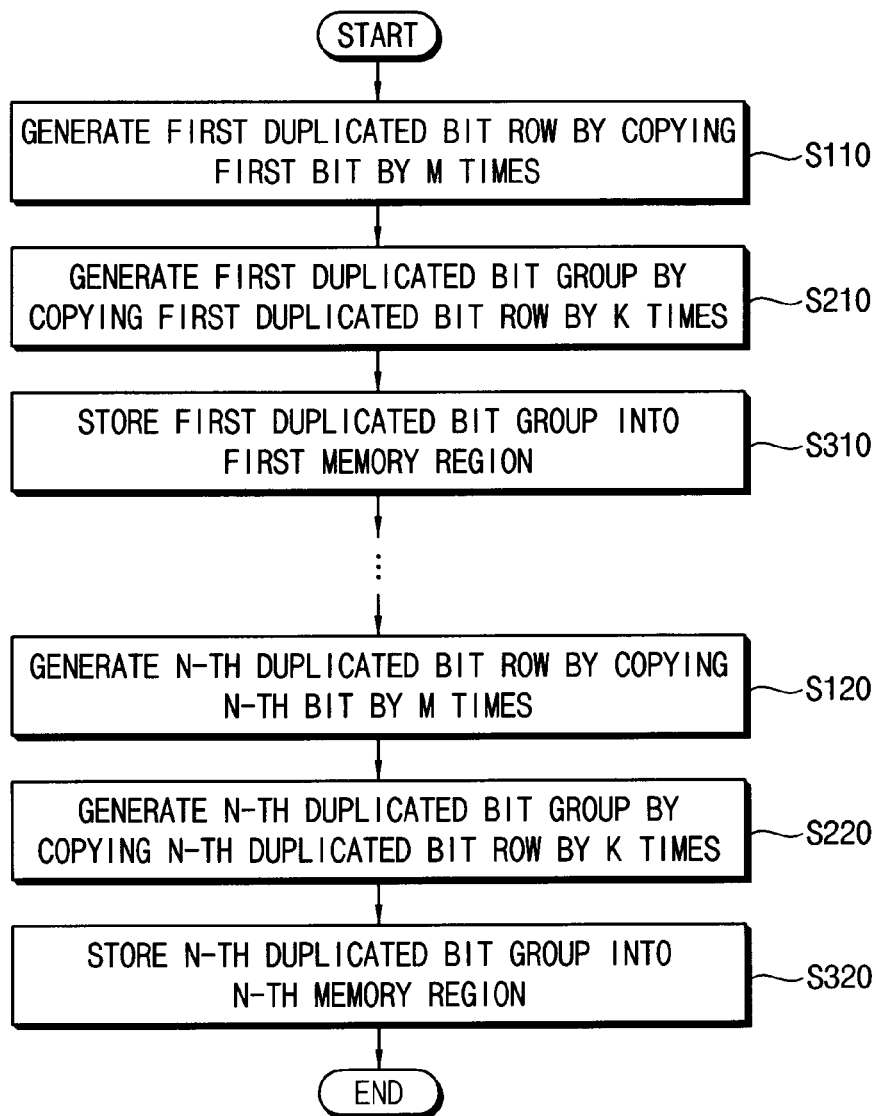 START
GENERATE FIRST DUPLICATED BIT ROW BY COPYING
FIRST BIT BY M TIMES
S110
GENERATE FIRST DUPLICATED BIT GROUP BY
COPYING FIRST DUPLICATED BIT ROW BY K TIMES
S210
STORE FIRST DUPLICATED BIT GROUP INTO
FIRST MEMORY REGION
S310
⋮
GENERATE N-TH DUPLICATED BIT ROW BY COPYING
N-TH BIT BY M TIMES
S120
GENERATE N-TH DUPLICATED BIT GROUP BY
COPYING N-TH DUPLICATED BIT ROW BY K TIMES
S220
STORE N-TH DUPLICATED BIT GROUP INTO
N-TH MEMORY REGION
S320
END